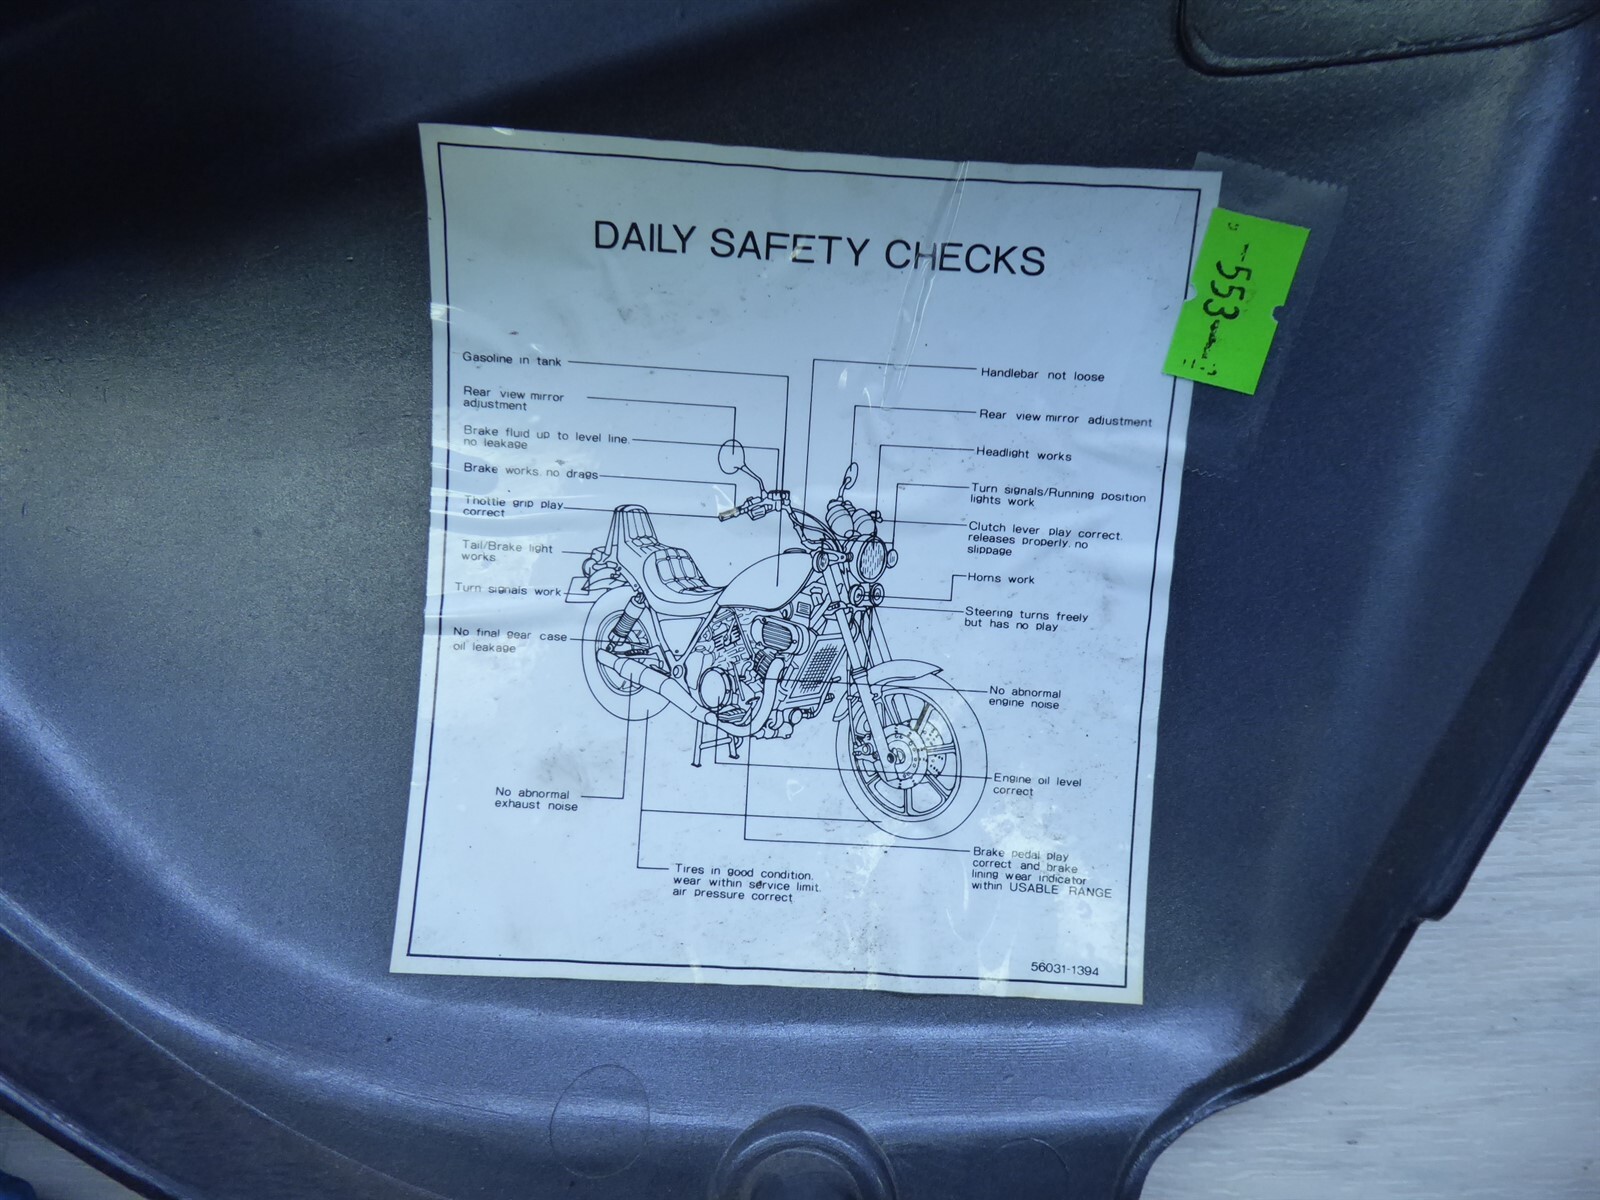 DAILY SAFETY CHECKS
Gasoline in tank
Rear view mirror
adjustment
Brake fluid up to level line.
no leakage
Brake works. no drags
Throttle grip play
correct
Tail/Brake light
works
Turn signals work
No final gear case
oil leakage
No abnormal
exhaust noise
Tires in good condition.
wear within service limit.
air pressure correct
Handlebar not loose
Rear view mirror adjustment
Headlight works
Turn signals/Running position
lights work
Clutch lever play correct.
releases properly. no
slippage
Horns work
Steering turns freely
but has no play
No abnormal
engine noise
Engine oil level
correct
Brake pedal play
correct and brake
lining wear indicator
within USABLE RANGE
56031-1394
553